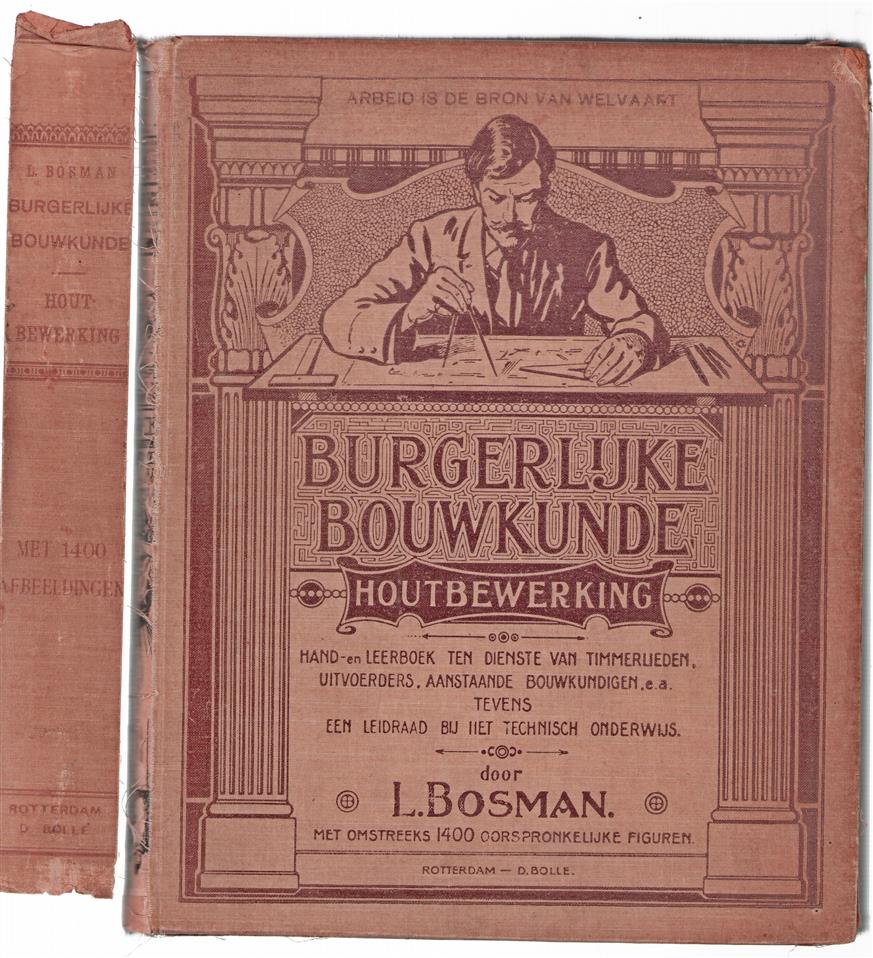 L. BOSMAN
BURGERLIJKE
BOUWKUNDE
HOUT-
BEWERKING
MET 1400
AFBEELDINGEN
ROTTERDAM
D. BOLLE
ARBEID IS DE BRON VAN WELVAART
BURGERLIJKE
BOUWKUNDE
HOUTBEWERKING
HAND-en LEERBOEK TEN DIENSTE VAN TIMMERLIEDEN,
UITVOERDERS, AANSTAANDE BOUWKUNDIGEN, e.a.
TEVENS
EEN LEIDRAAD BIJ HET TECHNISCH ONDERWIJS.
door
L. BOSMAN.
MET OMSTREEKS 1400 OORSPRONKELIJKE FIGUREN.
ROTTERDAM — D. BOLLE.